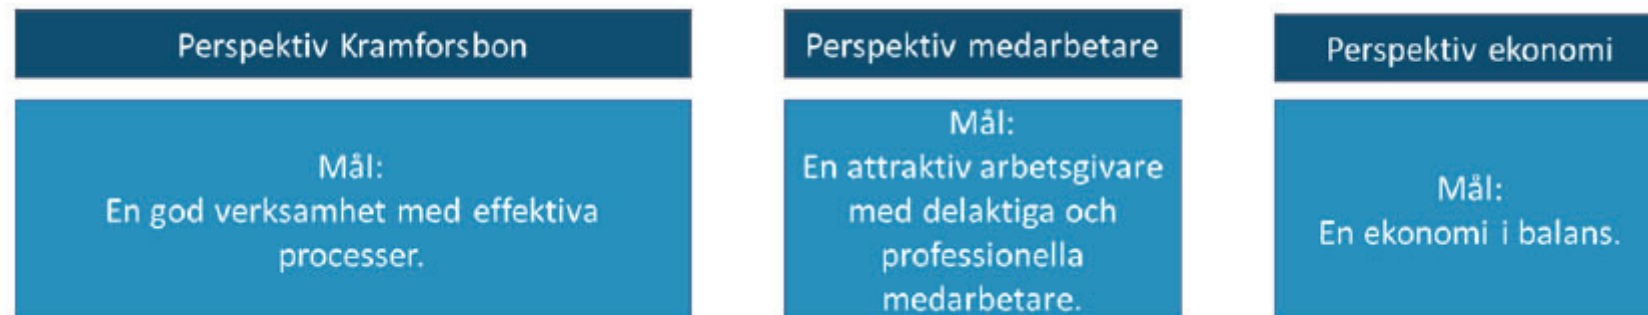 Perspektiv Kramforsbon
Mål:
En god verksamhet med effektiva
processer.
Perspektiv medarbetare
Mål:
En attraktiv arbetsgivare
med delaktiga och
professionella
medarbetare.
Perspektiv ekonomi
Mål:
En ekonomi i balans.